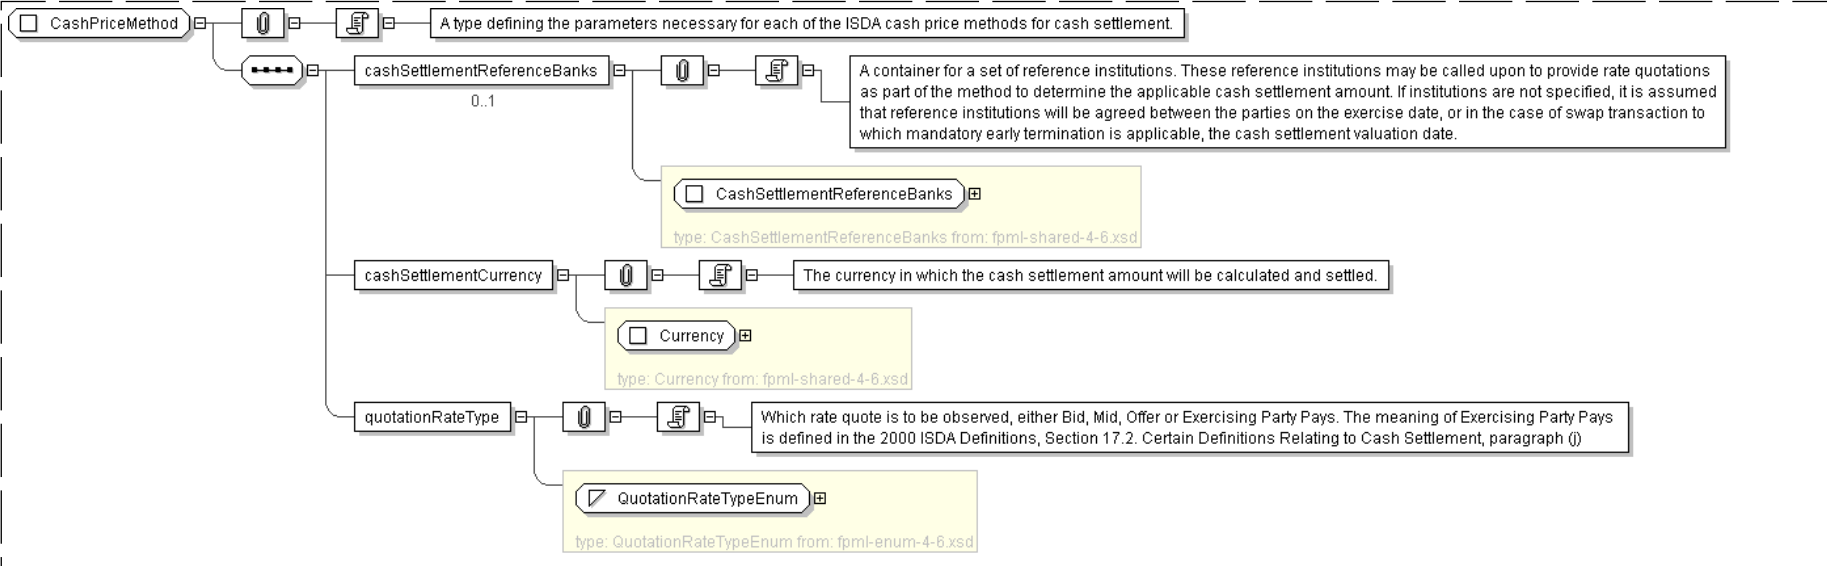 CashPriceMethod
A type defining the parameters necessary for each of the ISDA cash price methods for cash settlement.
cashSettlementReferenceBanks
0..1
A container for a set of reference institutions. These reference institutions may be called upon to provide rate quotations
as part of the method to determine the applicable cash settlement amount. If institutions are not specified, it is assumed
that reference institutions will be agreed between the parties on the exercise date, or in the case of swap transaction to
which mandatory early termination is applicable, the cash settlement valuation date.
CashSettlementReferenceBanks
type: CashSettlementReferenceBanks from: fpml-shared-4-6.xsd
cashSettlementCurrency
The currency in which the cash settlement amount will be calculated and settled.
Currency
type: Currency from: fpml-shared-4-6.xsd
quotationRateType
Which rate quote is to be observed, either Bid, Mid, Offer or Exercising Party Pays. The meaning of Exercising Party Pays
is defined in the 2000 ISDA Definitions, Section 17.2. Certain Definitions Relating to Cash Settlement, paragraph (j)
QuotationRateTypeEnum
type: QuotationRateTypeEnum from: fpml-enum-4-6.xsd